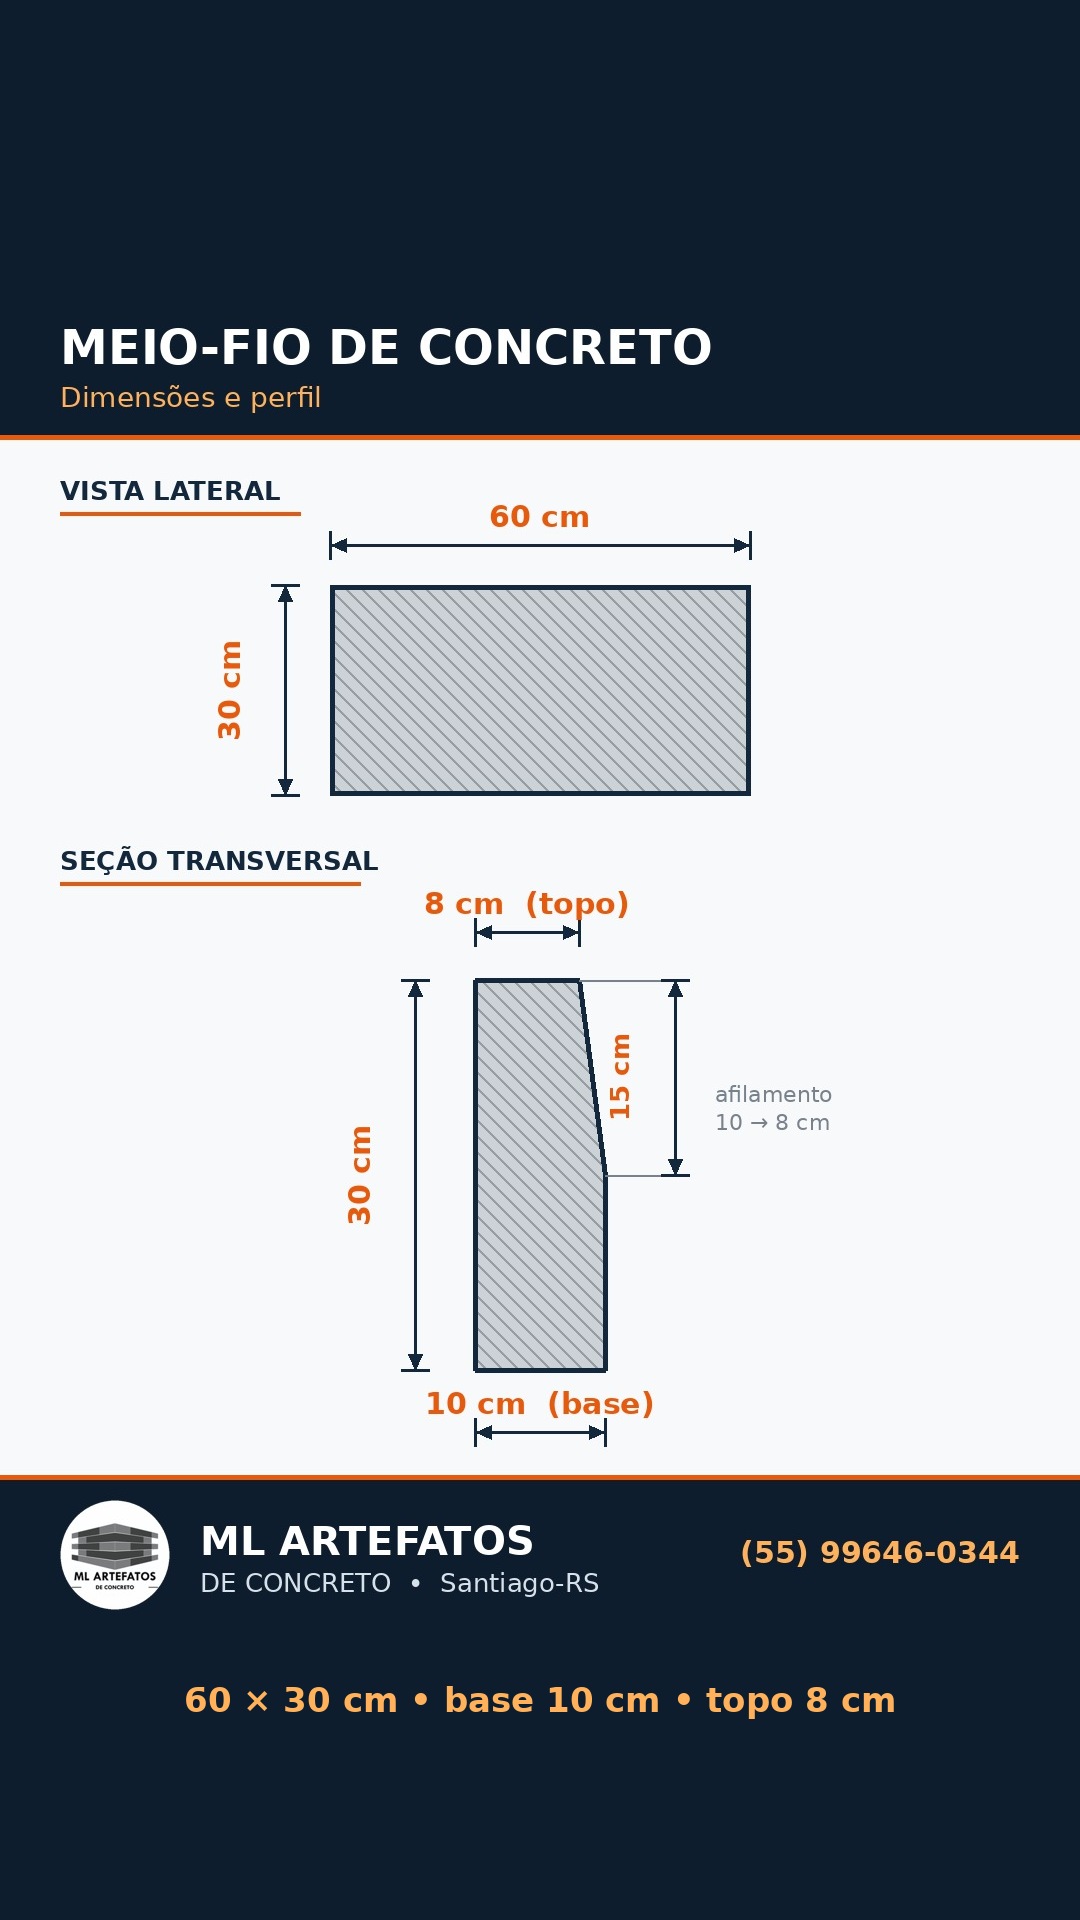 MEIO-FIO DE CONCRETO
Dimensões e perfil
VISTA LATERAL
60 cm
30 cm
SEÇÃO TRANSVERSAL
8 cm (topo)
15 cm
afilamento
10 → 8 cm
30 cm
10 cm (base)
ML ARTEFATOS
DE CONCRETO
ML ARTEFATOS
DE CONCRETO • Santiago-RS
(55) 99646-0344
60 × 30 cm • base 10 cm • topo 8 cm